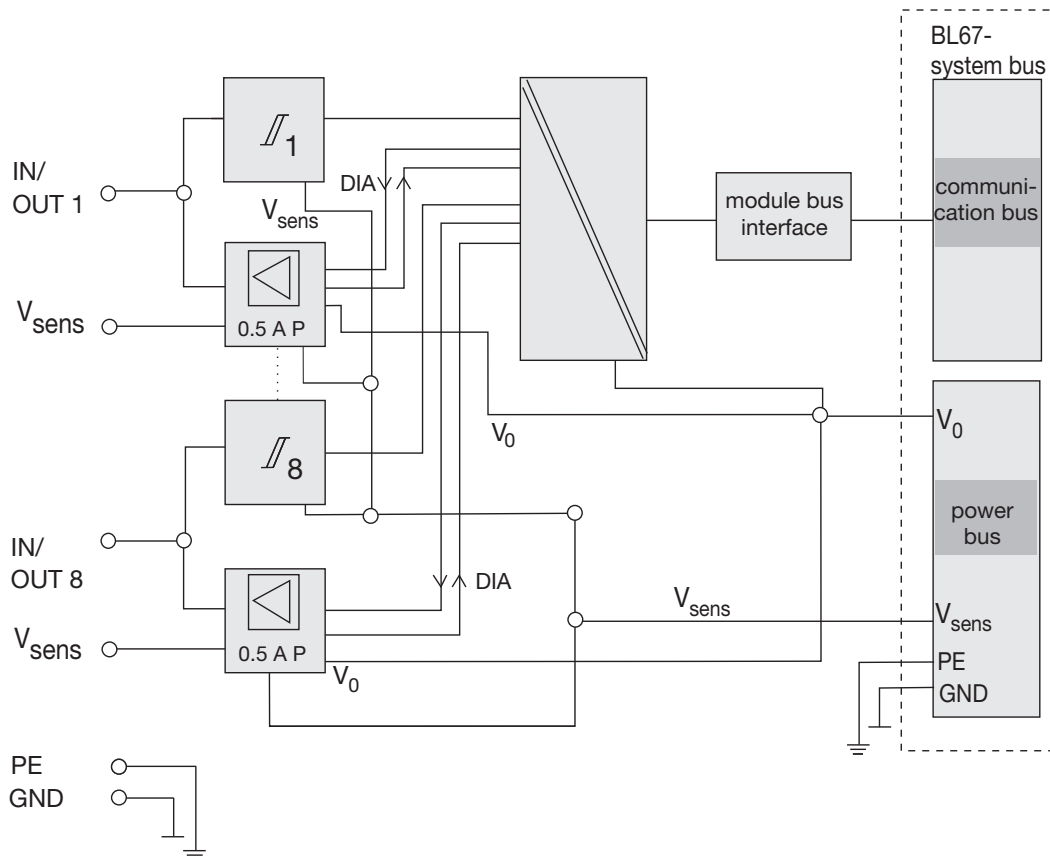 BL67-
system bus
1
IN/
OUT 1
DIA
communi-
cation bus
module bus
interface
Vsens
Vsens
0.5 A P
V0
V0
8
power
bus
IN/
OUT 8
DIA
Vsens
Vsens
Vsens
0.5 A P
V0
PE
GND
PE
GND